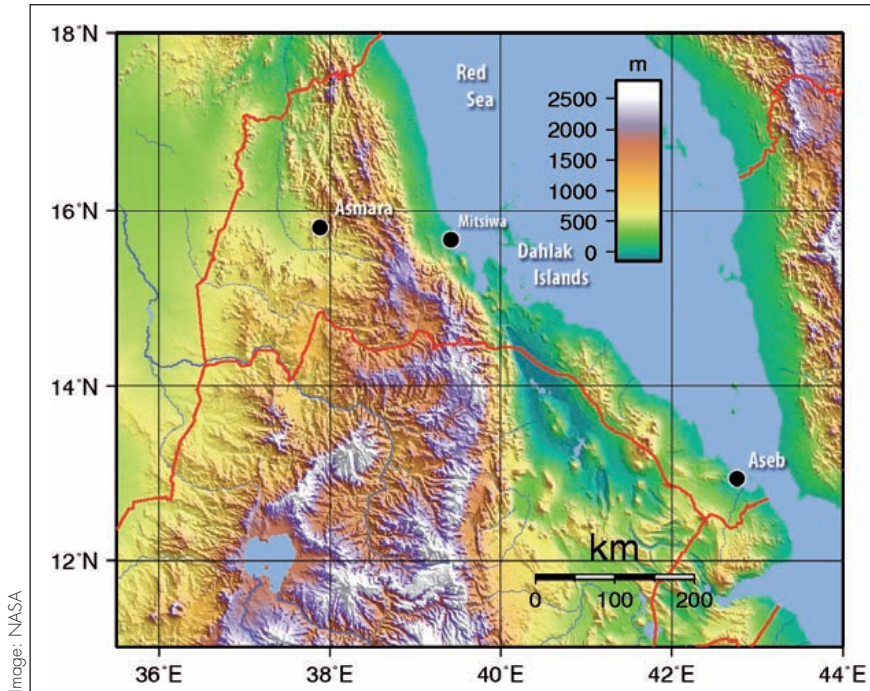 18°N
16°N
14°N
12°N
36°E
38°E
40°E
42°E
44°E
Red
Sea
m
2500
2000
1500
1000
500
0
Asmara
Mitsiwa
Dahlak
Islands
Aseb
km
0 100 200
Image: NASA